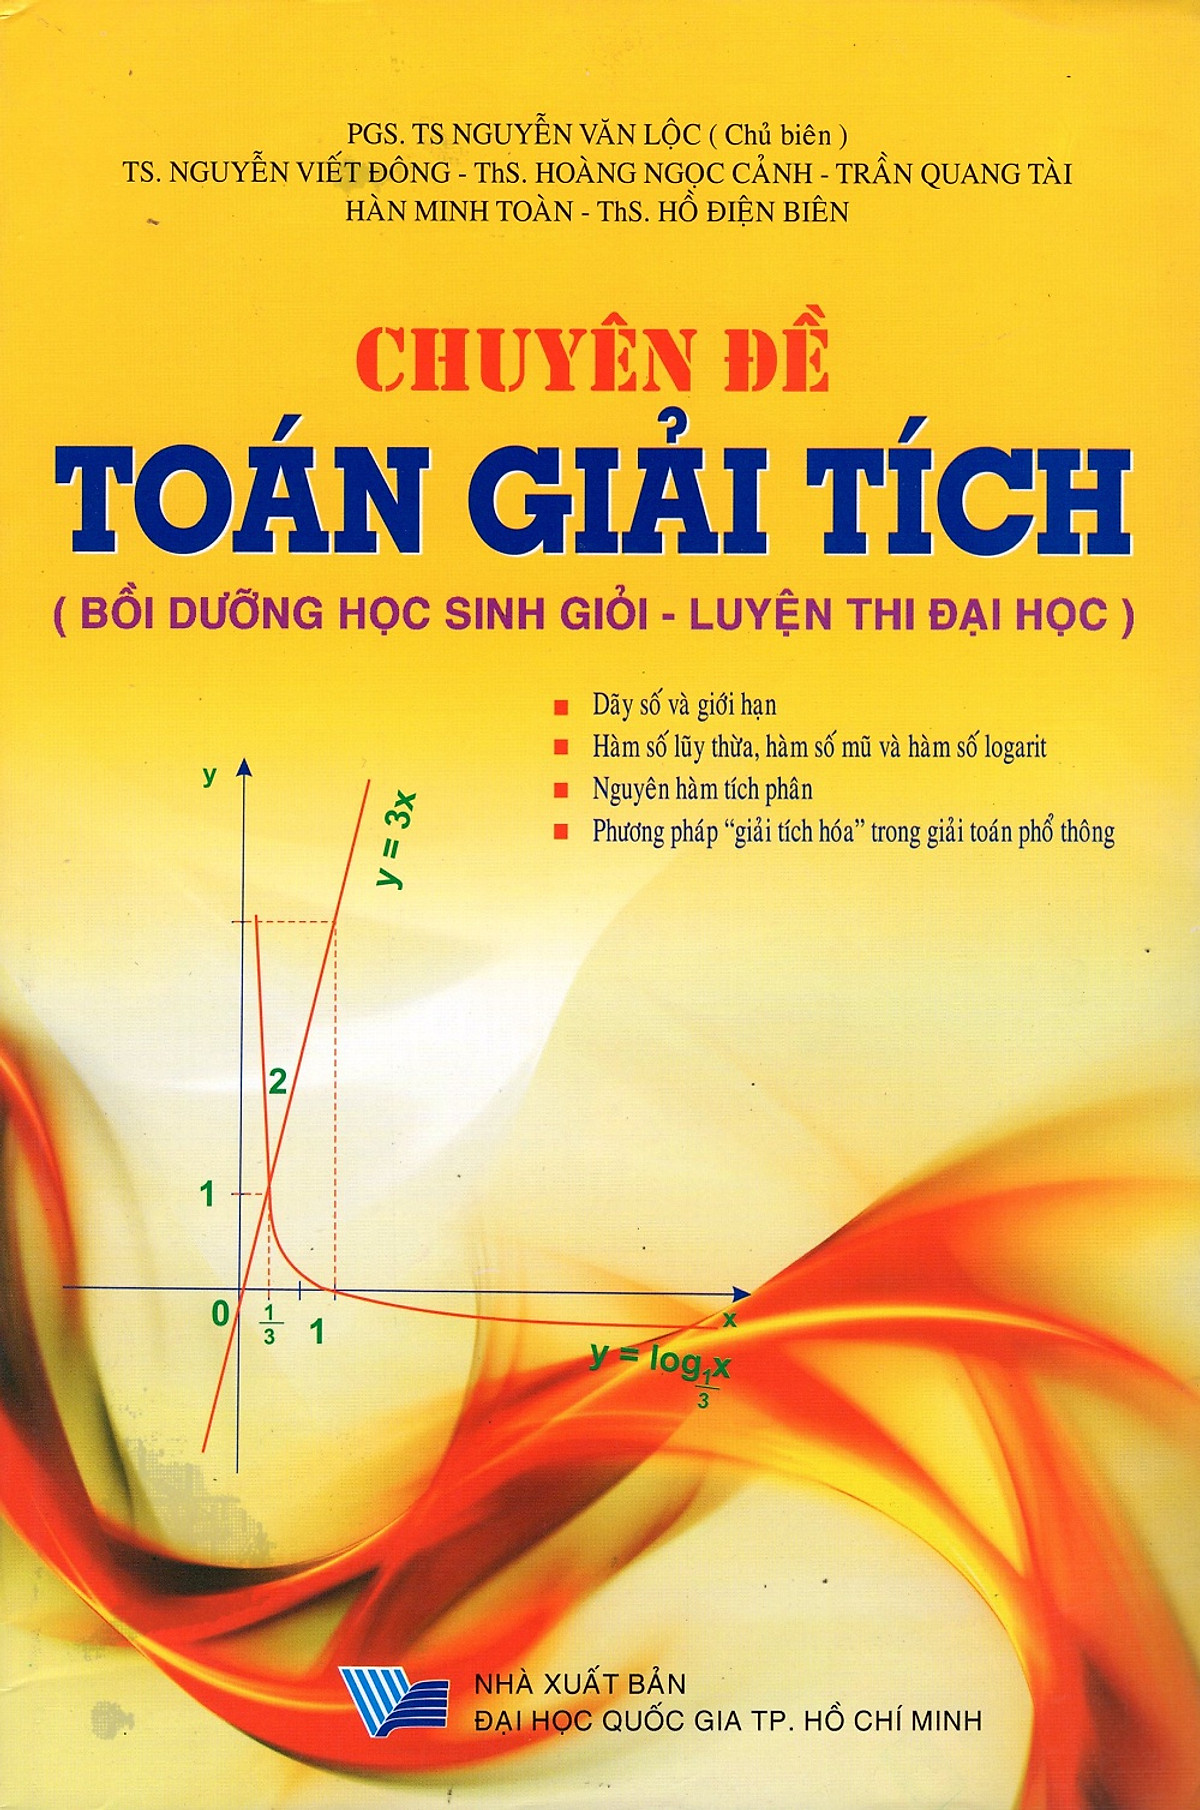 PGS. TS NGUYỄN VĂN LỘC ( Chủ biên )
TS. NGUYỄN VIẾT ĐÔNG - ThS. HOÀNG NGỌC CẢNH - TRẦN QUANG TÀI
HÀN MINH TOÀN - ThS. HỒ ĐIỆN BIÊN
CHUYÊN ĐỀ
TOÁN GIẢI TÍCH
( BỒI DƯỠNG HỌC SINH GIỎI - LUYỆN THI ĐẠI HỌC )
Dãy số và giới hạn
Hàm số lũy thừa, hàm số mũ và hàm số logarit
Nguyên hàm tích phân
Phương pháp “giải tích hóa” trong giải toán phổ thông
y
y = 3x
2
1
0
1/3
1
x
y = log1/3x
NHÀ XUẤT BẢN
ĐẠI HỌC QUỐC GIA TP. HỒ CHÍ MINH